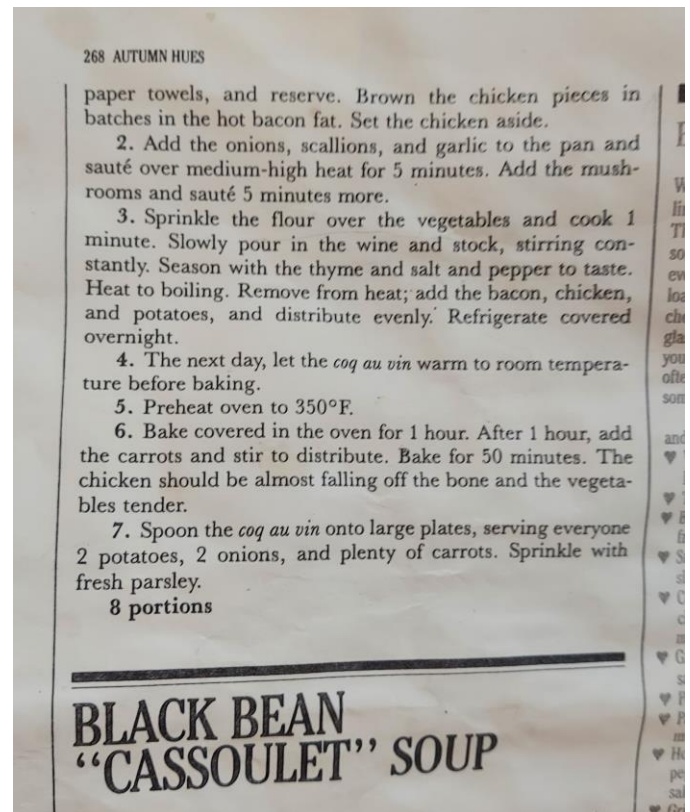 268 AUTUMN HUES
paper towels, and reserve. Brown the chicken pieces in
batches in the hot bacon fat. Set the chicken aside.
2. Add the onions, scallions, and garlic to the pan and
sauté over medium-high heat for 5 minutes. Add the mush-
rooms and sauté 5 minutes more.
3. Sprinkle the flour over the vegetables and cook 1
minute. Slowly pour in the wine and stock, stirring con-
stantly. Season with the thyme and salt and pepper to taste.
Heat to boiling. Remove from heat; add the bacon, chicken,
and potatoes, and distribute evenly. Refrigerate covered
overnight.
4. The next day, let the coq au vin warm to room tempera-
ture before baking.
5. Preheat oven to 350°F.
6. Bake covered in the oven for 1 hour. After 1 hour, add
the carrots and stir to distribute. Bake for 50 minutes. The
chicken should be almost falling off the bone and the vegeta-
bles tender.
7. Spoon the coq au vin onto large plates, serving everyone
2 potatoes, 2 onions, and plenty of carrots. Sprinkle with
fresh parsley.
8 portions
BLACK BEAN
“CASSOULET” SOUP